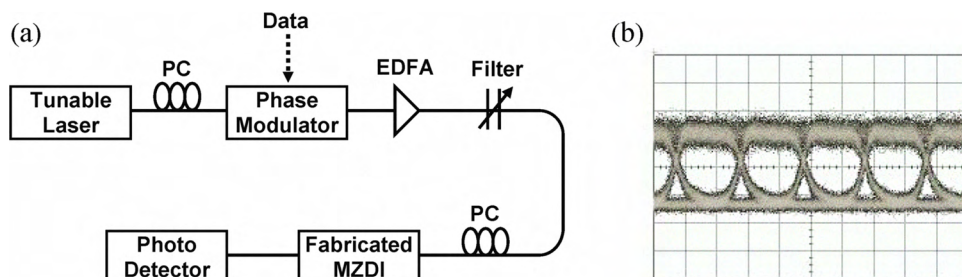 (a)
Data
PC
EDFA
Filter
Tunable
Laser
Phase
Modulator
PC
Photo
Detector
Fabricated
MZDI
(b)